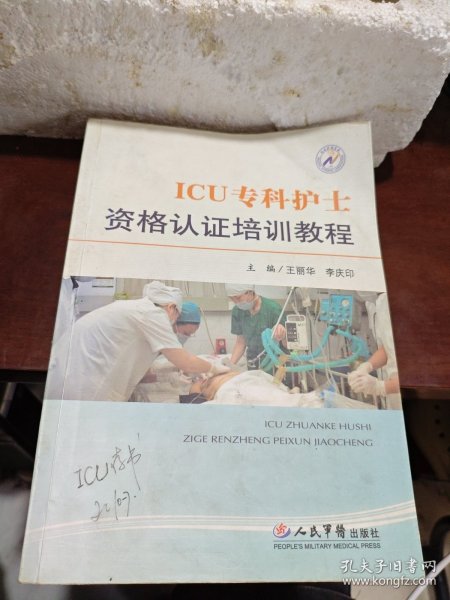 ICU专科护士
资格认证培训教程
主 编/王丽华 李庆印
ICU ZHUANKE HUSHI
ZIGE RENZHENG PEIXUN JIAOCHENG
ICU
人民军医出版社
PEOPLE'S MILITARY MEDICAL PRESS
孔夫子旧书网
www.kongfz.com